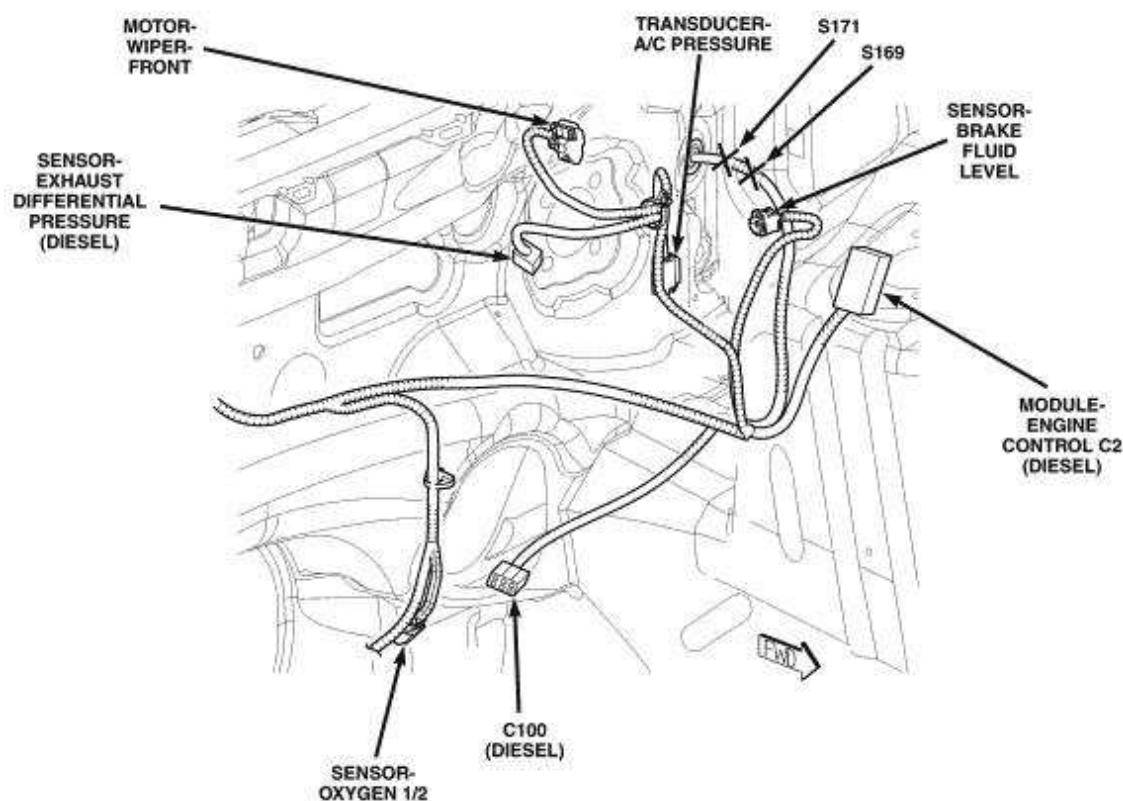 MOTOR-
WIPER-
FRONT
TRANSDUCER-
A/C PRESSURE
S171
S169
SENSOR-
BRAKE
FLUID
LEVEL
SENSOR-
EXHAUST
DIFFERENTIAL
PRESSURE
(DIESEL)
MODULE-
ENGINE
CONTROL C2
(DIESEL)
FWD
C100
(DIESEL)
SENSOR-
OXYGEN 1/2